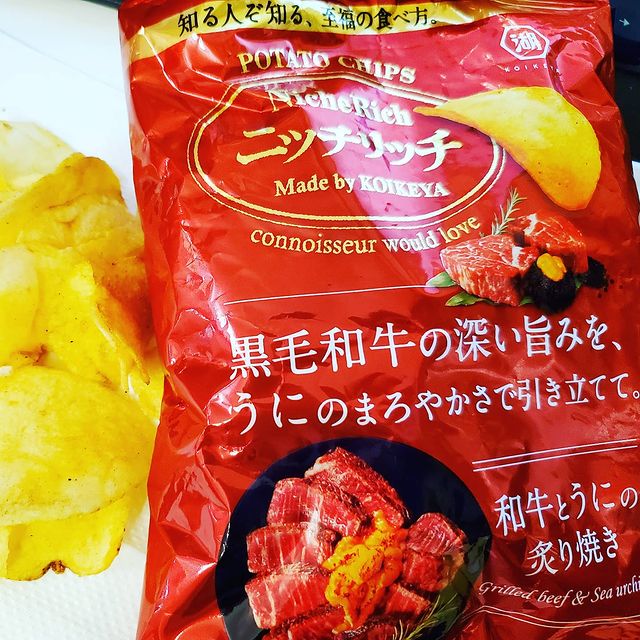 知る人ぞ知る、至福の食べ方。
湖
KOIKEYA
POTATO CHIPS
NicheRich
ニッチリッチ
Made by KOIKEYA
connoisseur would love
黒毛和牛の深い旨みを、
うにのまろやかさで引き立てて。
和牛とうにの
炙り焼き
Grilled beef & Sea urchi